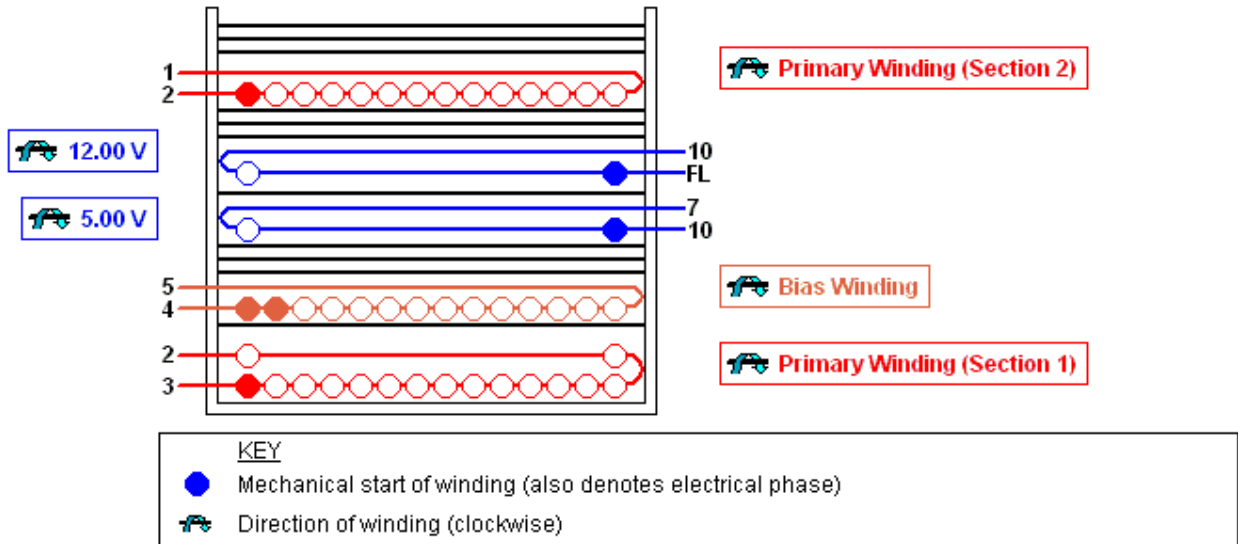 1
Primary Winding (Section 2)
2
12.00 V
10
FL
5.00 V
7
10
5
Bias Winding
4
2
Primary Winding (Section 1)
3
KEY
Mechanical start of winding (also denotes electrical phase)
Direction of winding (clockwise)